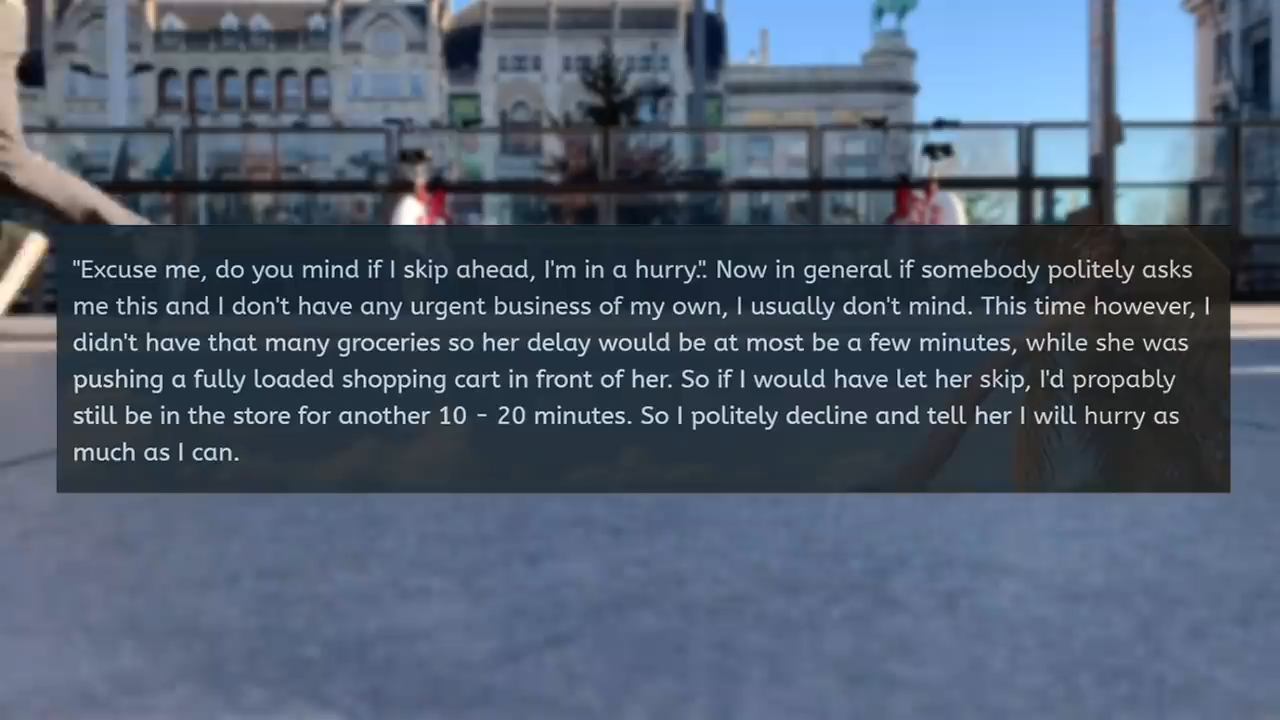 "Excuse me, do you mind if I skip ahead, I'm in a hurry.". Now in general if somebody politely asks
me this and I don't have any urgent business of my own, I usually don't mind. This time however, I
didn't have that many groceries so her delay would be at most be a few minutes, while she was
pushing a fully loaded shopping cart in front of her. So if I would have let her skip, I'd propably
still be in the store for another 10 - 20 minutes. So I politely decline and tell her I will hurry as
much as I can.